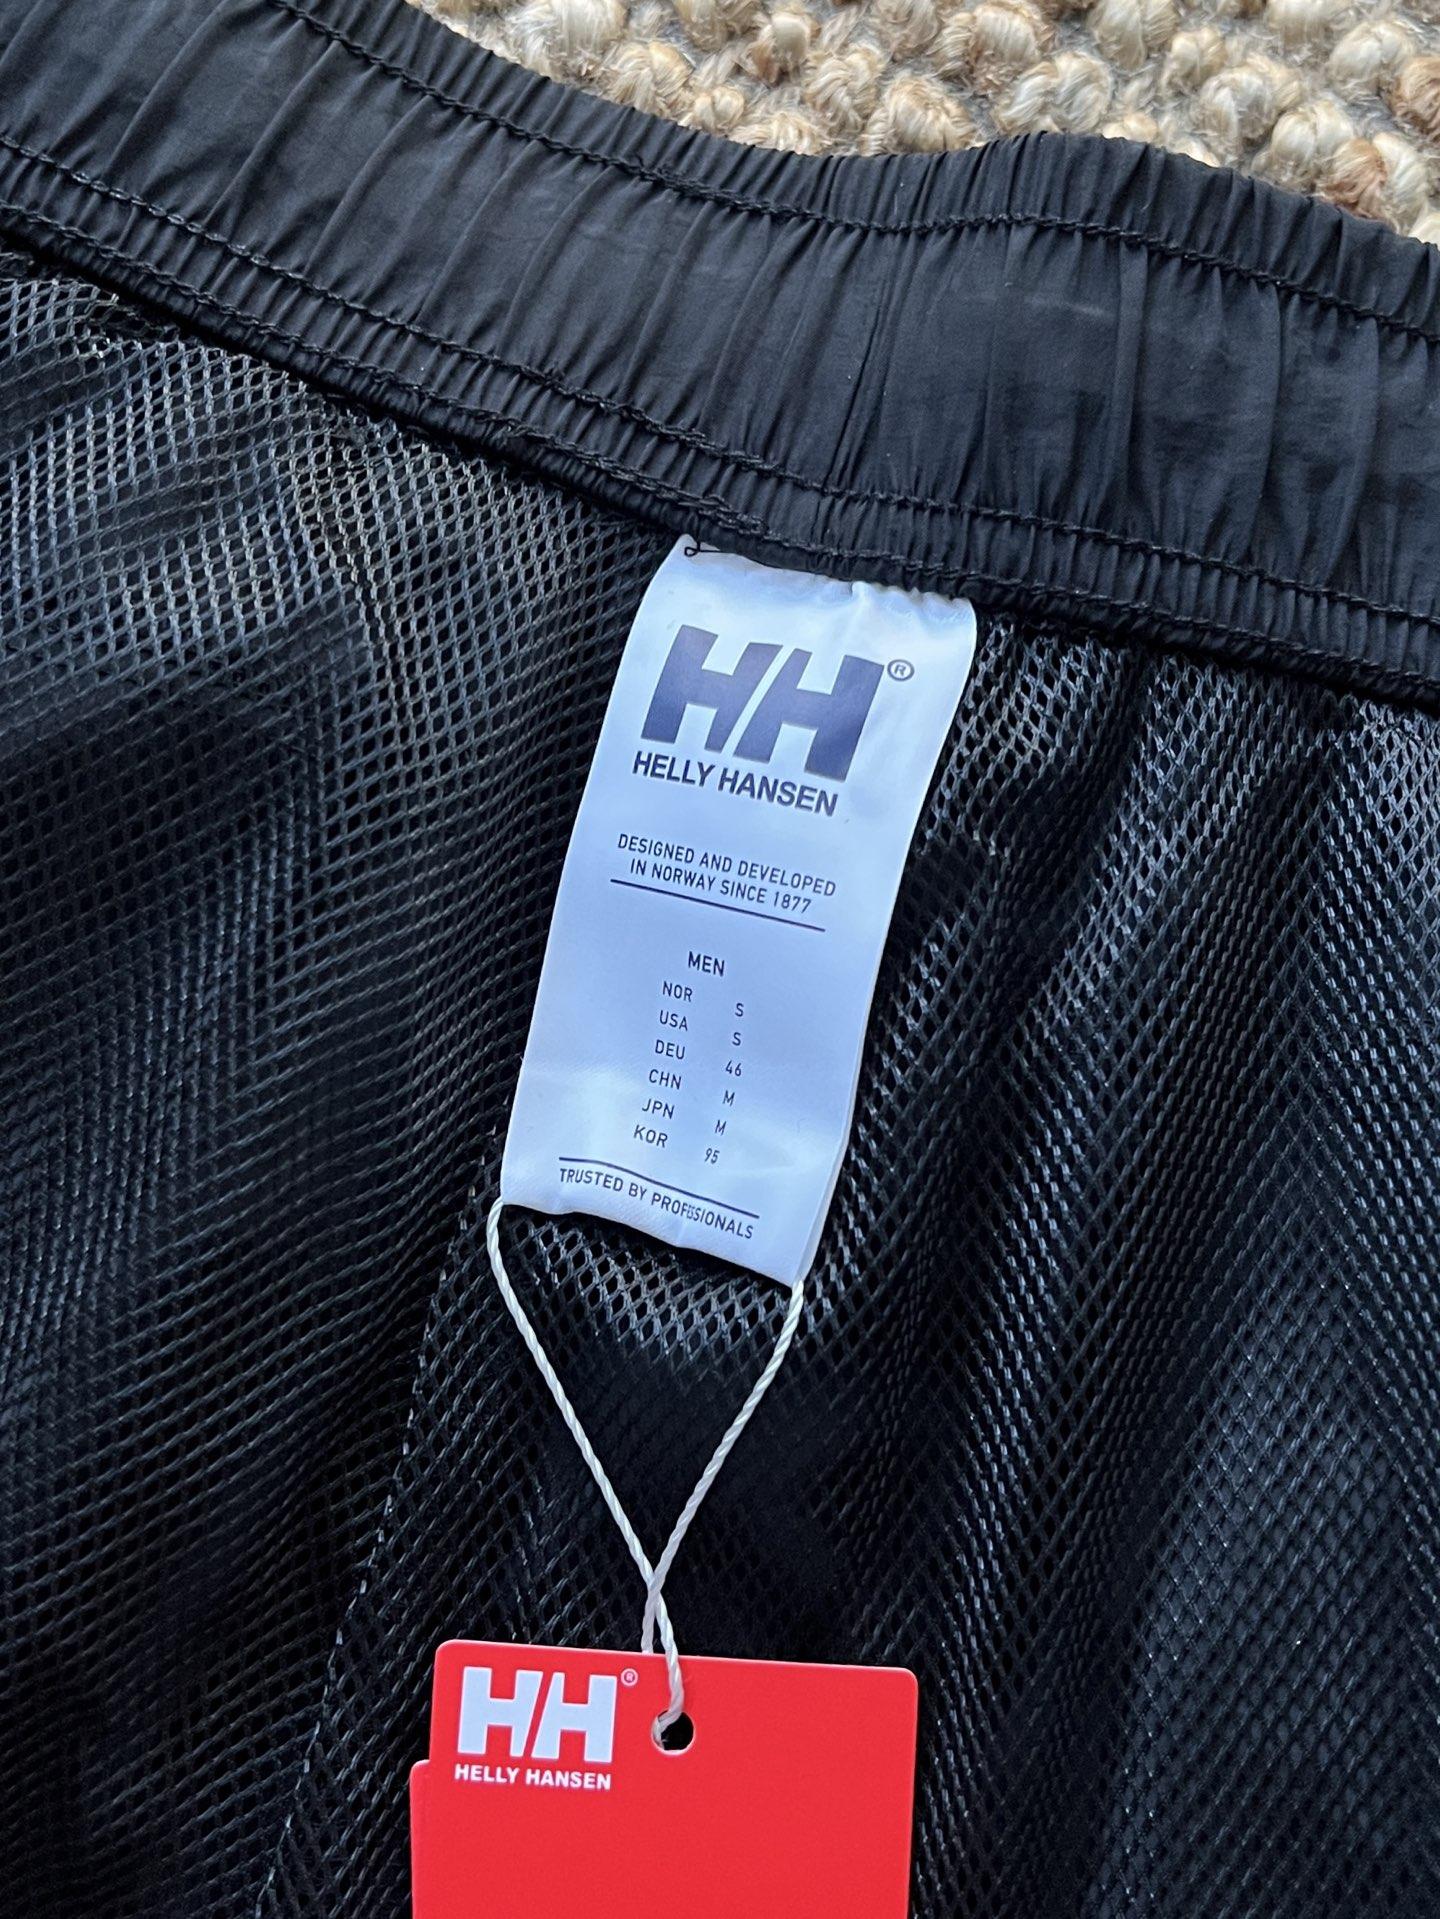 HH®
HELLY HANSEN
DESIGNED AND DEVELOPED
IN NORWAY SINCE 1877
MEN
NOR S
USA S
DEU 46
CHN M
JPN M
KOR 95
TRUSTED BY PROFESSIONALS
HH®
HELLY HANSEN